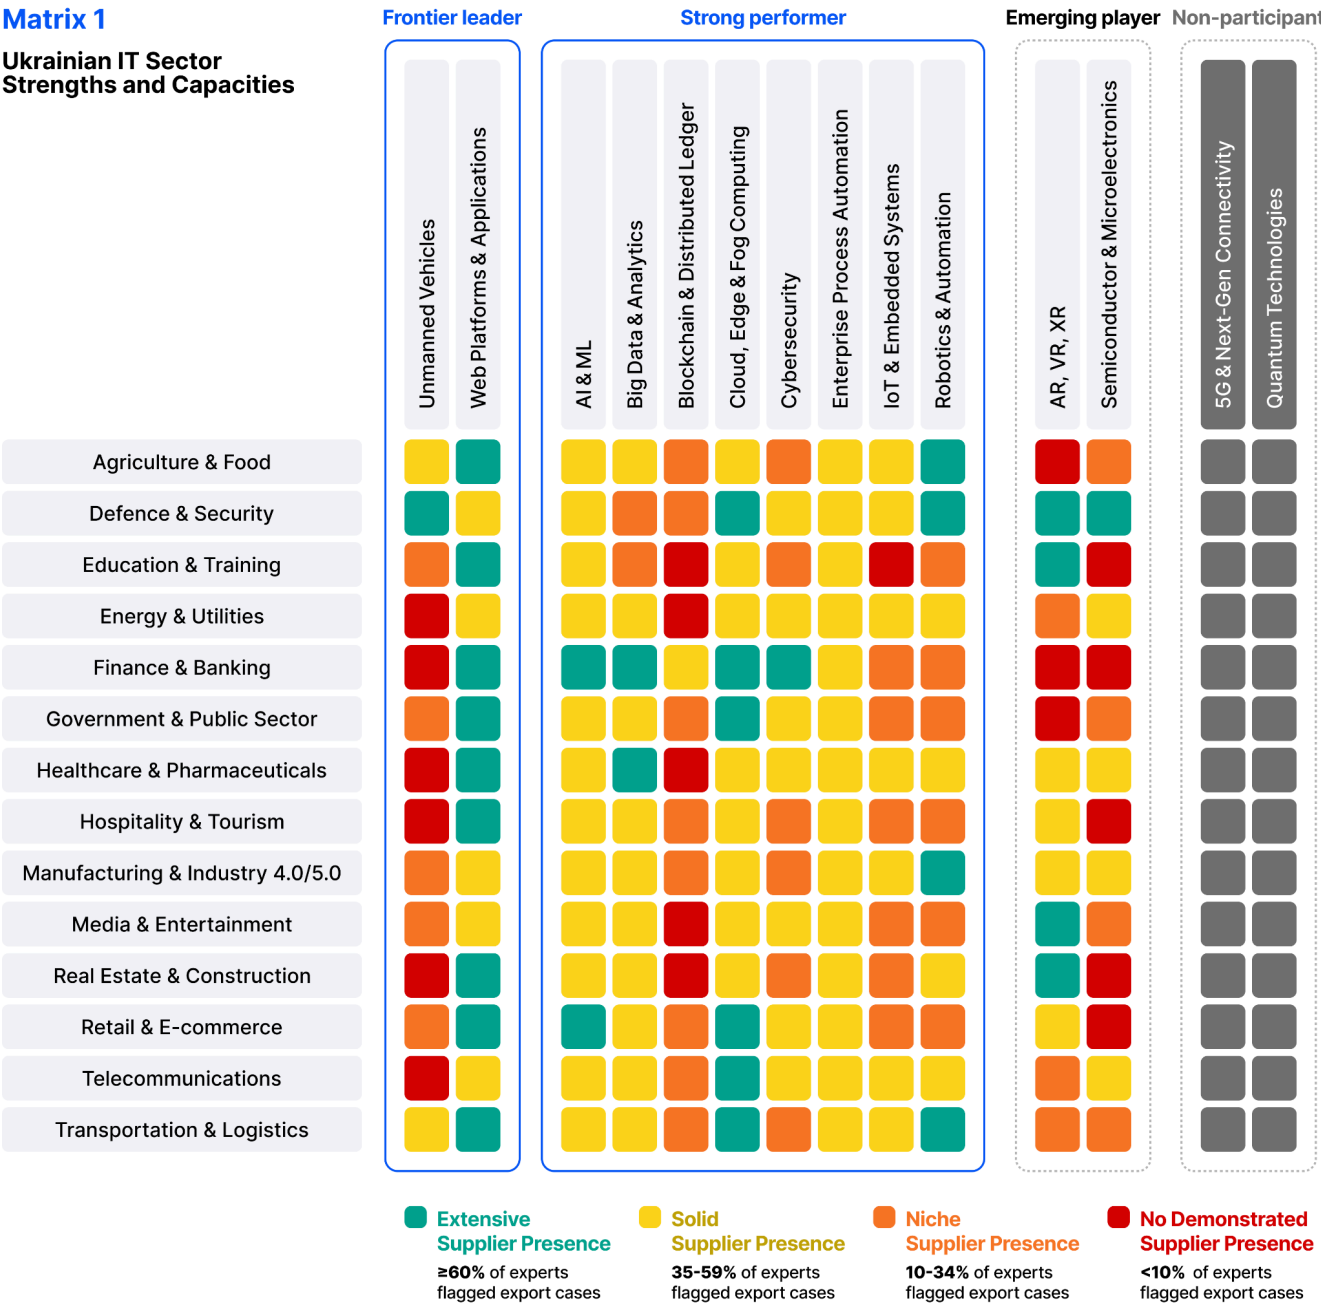 Matrix 1
Ukrainian IT Sector
Strengths and Capacities
Frontier leader
Strong performer
Emerging player
Non-participant
Unmanned Vehicles
Web Platforms & Applications
AI & ML
Big Data & Analytics
Blockchain & Distributed Ledger
Cloud, Edge & Fog Computing
Cybersecurity
Enterprise Process Automation
IoT & Embedded Systems
Robotics & Automation
AR, VR, XR
Semiconductor & Microelectronics
5G & Next-Gen Connectivity
Quantum Technologies
Agriculture & Food
Defence & Security
Education & Training
Energy & Utilities
Finance & Banking
Government & Public Sector
Healthcare & Pharmaceuticals
Hospitality & Tourism
Manufacturing & Industry 4.0/5.0
Media & Entertainment
Real Estate & Construction
Retail & E-commerce
Telecommunications
Transportation & Logistics
Extensive
Supplier Presence
≥60% of experts
flagged export cases
Solid
Supplier Presence
35-59% of experts
flagged export cases
Niche
Supplier Presence
10-34% of experts
flagged export cases
No Demonstrated
Supplier Presence
<10% of experts
flagged export cases